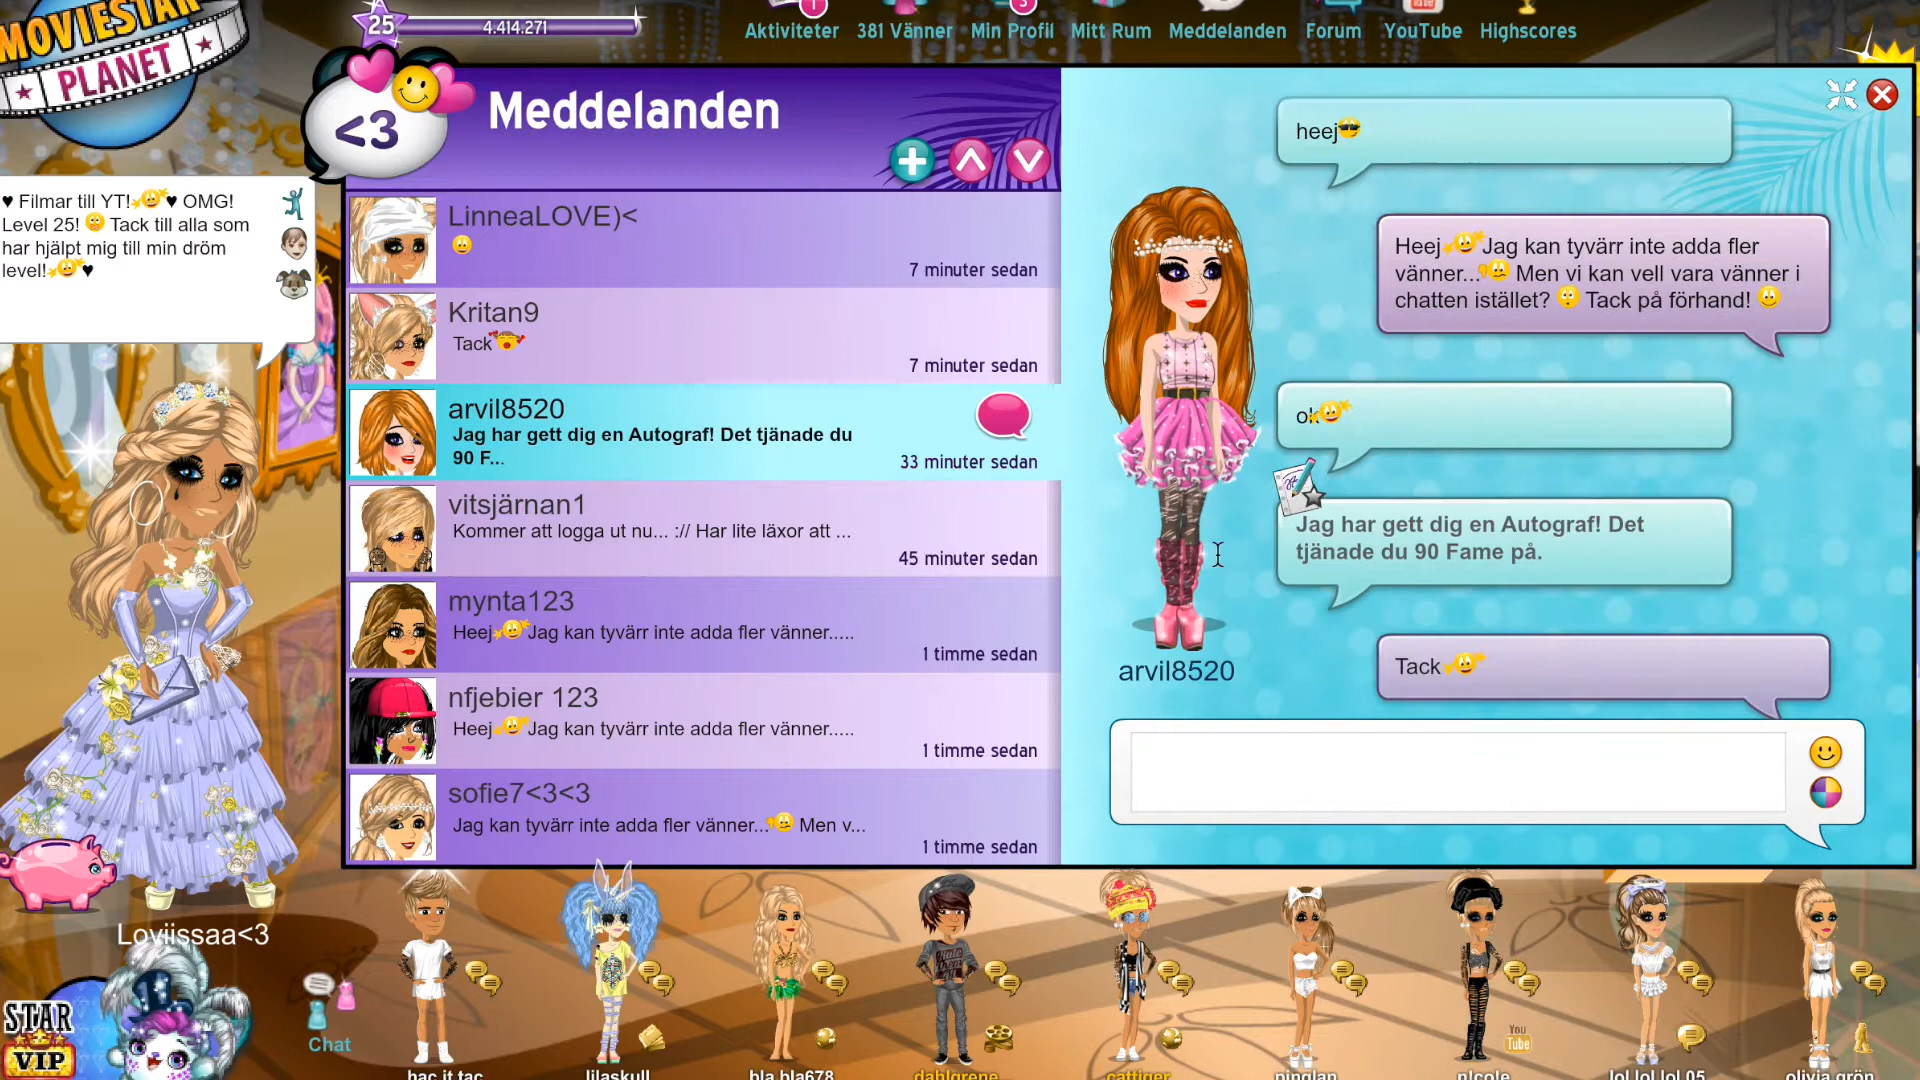 MOVIESTAR
PLANET
25
4.414.271
1
3
Aktiviteter
381 Vänner
Min Profil
Mitt Rum
Meddelanden
Forum
YouTube
Highscores
♥ Filmar till YT! ♥ OMG!
Level 25! Tack till alla som
har hjälpt mig till min dröm
level! ♥
<3
Meddelanden
LinneaLOVE)<
7 minuter sedan
Kritan9
Tack
7 minuter sedan
arvil8520
Jag har gett dig en Autograf! Det tjänade du
90 F...
33 minuter sedan
vitsjärnan1
Kommer att logga ut nu... :// Har lite läxor att ...
45 minuter sedan
mynta123
Heej Jag kan tyvärr inte adda fler vänner.....
1 timme sedan
nfjebier 123
Heej Jag kan tyvärr inte adda fler vänner.....
1 timme sedan
sofie7<3<3
Jag kan tyvärr inte adda fler vänner... Men v...
1 timme sedan
heej
Heej Jag kan tyvärr inte adda fler
vänner... Men vi kan vell vara vänner i
chatten istället? Tack på förhand!
ok
Jag har gett dig en Autograf! Det
tjänade du 90 Fame på.
Tack
arvil8520
Loviissaa<3
STAR
VIP
Chat
You
Tube
hac it tac
lilaskull
bla bla678
dahlgrene
cattiger
pinglan
n!cole
lol lol lol 05
olivia grön